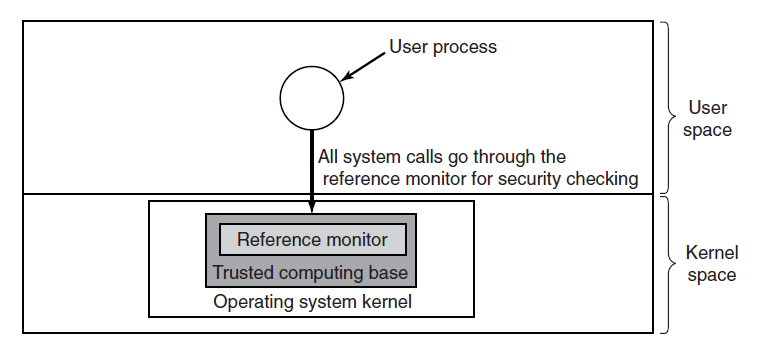 User process
User
space
All system calls go through the
reference monitor for security checking
Reference monitor
Trusted computing base
Operating system kernel
Kernel
space